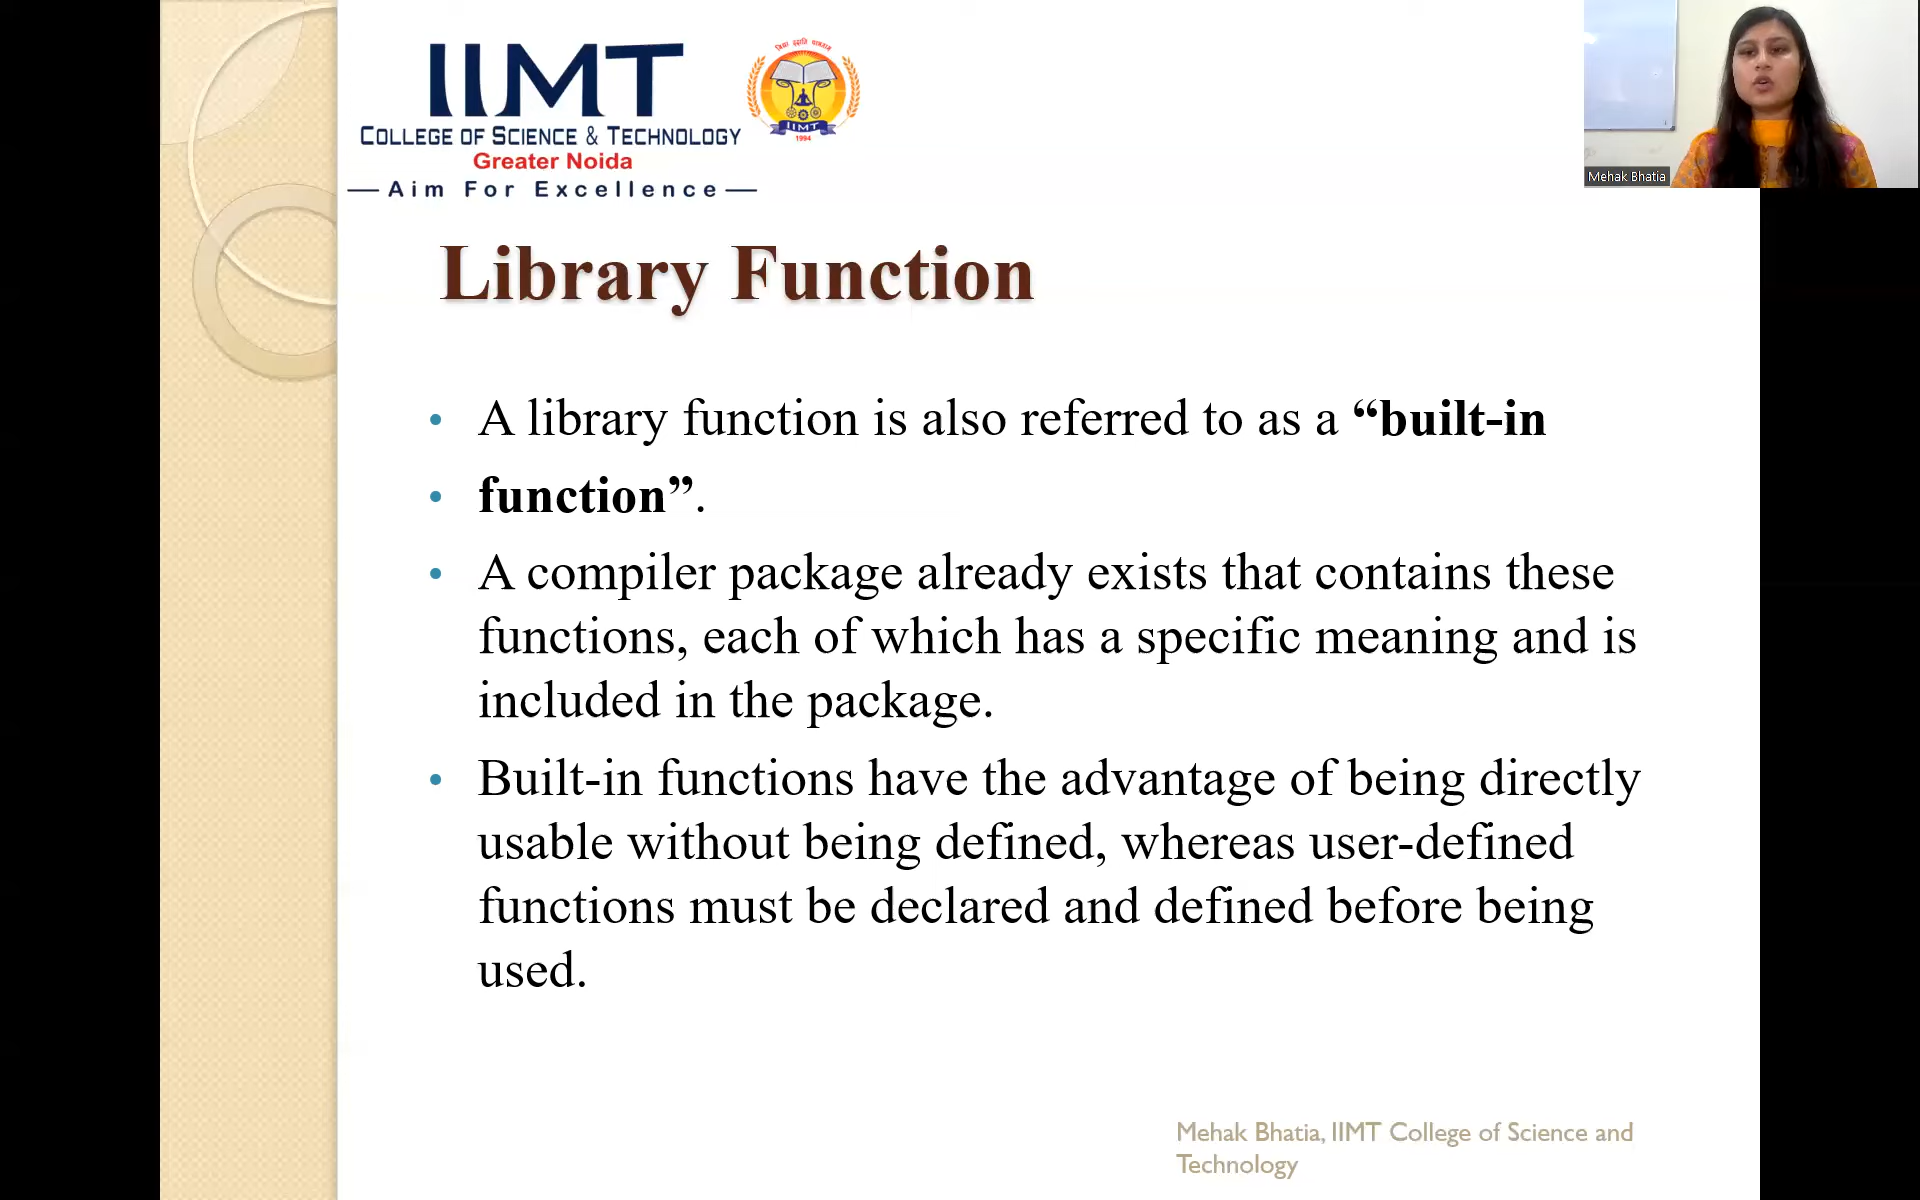 IIMT
COLLEGE OF SCIENCE & TECHNOLOGY
Greater Noida
Aim For Excellence
IIMT
1994
Mehak Bhatia
Library Function
• A library function is also referred to as a “built-in
• function”.
• A compiler package already exists that contains these
functions, each of which has a specific meaning and is
included in the package.
• Built-in functions have the advantage of being directly
usable without being defined, whereas user-defined
functions must be declared and defined before being
used.
Mehak Bhatia, IIMT College of Science and
Technology